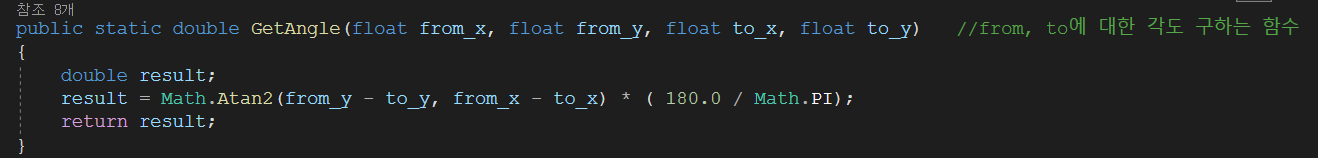 참조 8개
public static double GetAngle(float from_x, float from_y, float to_x, float to_y)   //from, to에 대한 각도 구하는 함수
{
    double result;
    result = Math.Atan2(from_y - to_y, from_x - to_x) * ( 180.0 / Math.PI);
    return result;
}